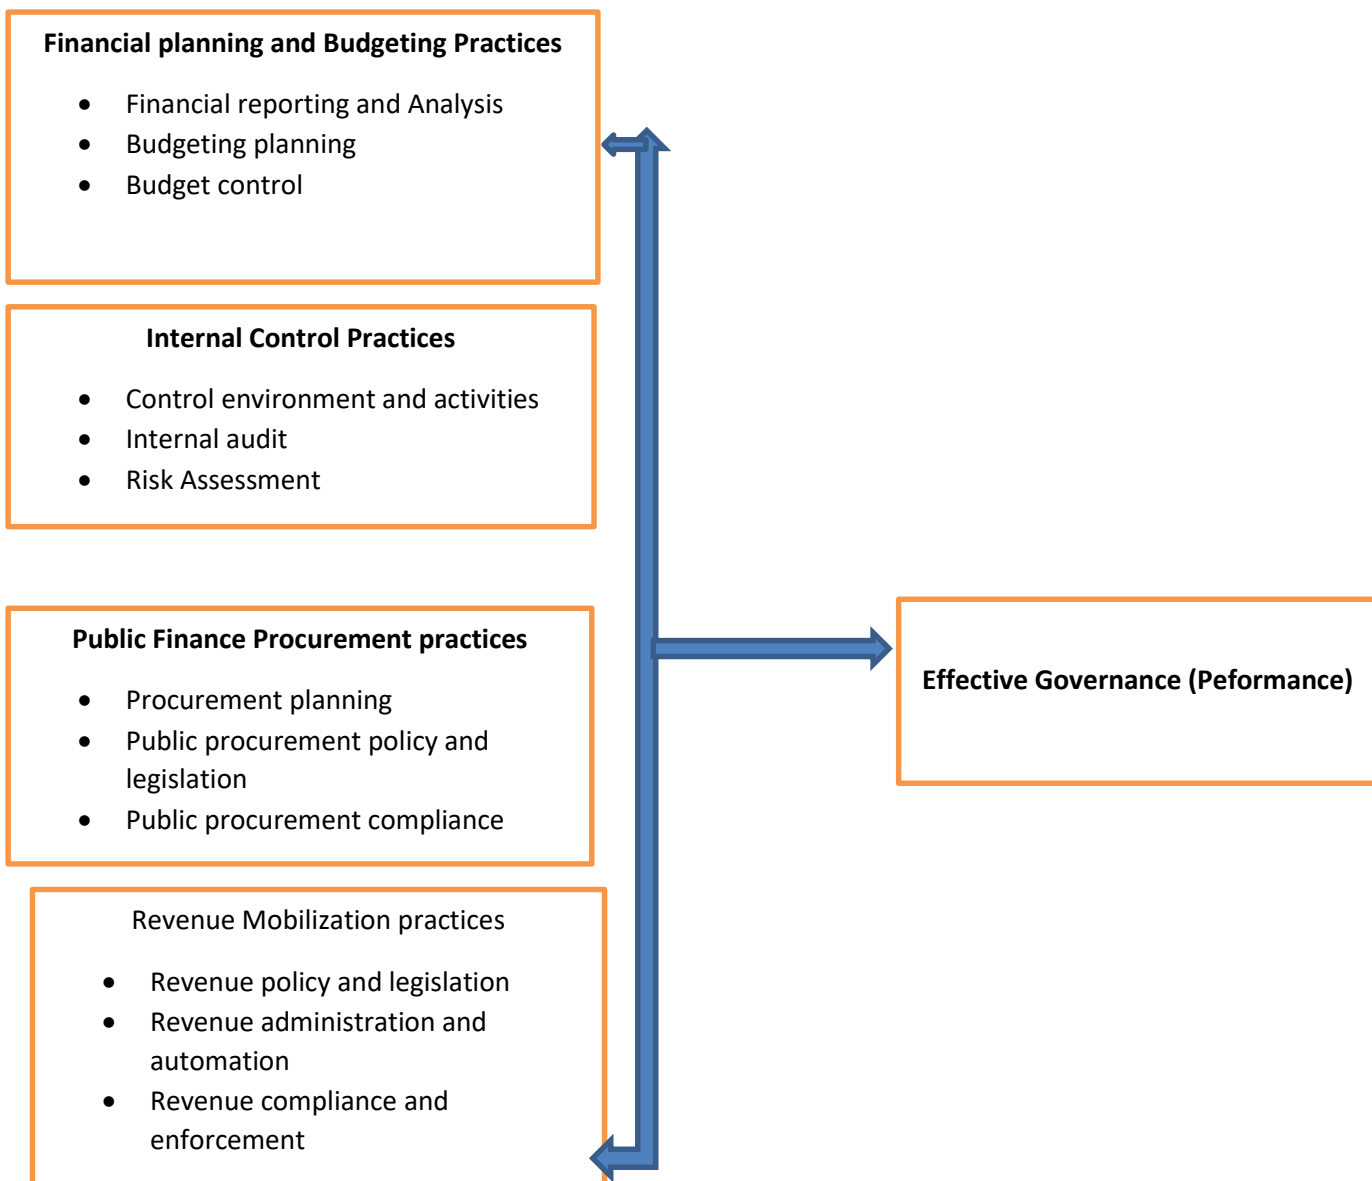 Financial planning and Budgeting Practices
• Financial reporting and Analysis
• Budgeting planning
• Budget control
Internal Control Practices
• Control environment and activities
• Internal audit
• Risk Assessment
Public Finance Procurement practices
• Procurement planning
• Public procurement policy and
legislation
• Public procurement compliance
Effective Governance (Peformance)
Revenue Mobilization practices
• Revenue policy and legislation
• Revenue administration and
automation
• Revenue compliance and
enforcement